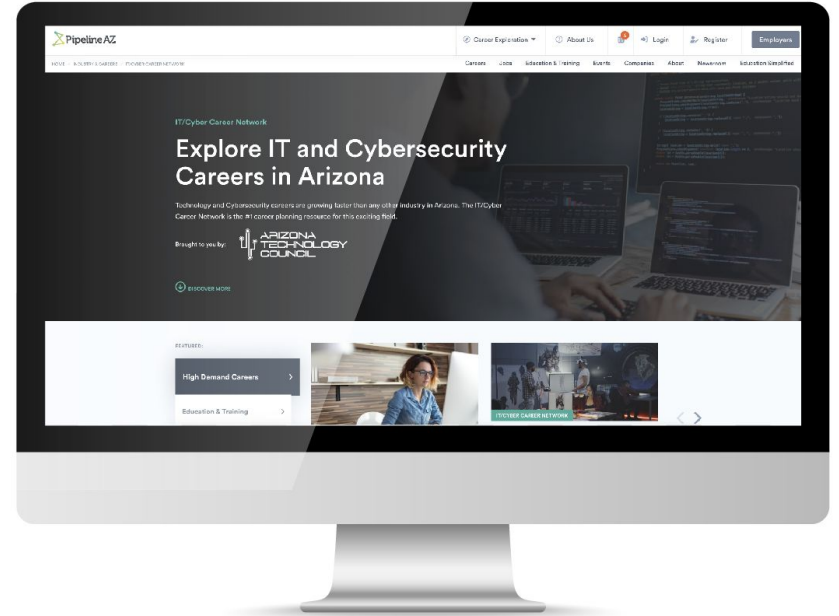 PipelineAZ
Career Exploration
About Us
Login
Register
Employers
Careers Jobs Education & Training Events Companies About Newsroom Education Simplified
IT/Cyber Career Network
Explore IT and Cybersecurity
Careers in Arizona
Technology and Cybersecurity careers are growing faster than any other industry in Arizona. The IT/Cyber
Career Network is the #1 career planning resource for this exciting field.
Brought to you by:
ARIZONA
TECHNOLOGY
COUNCIL
DISCOVER MORE
FEATURED:
High Demand Careers
Education & Training
IT/CYBER CAREER NETWORK